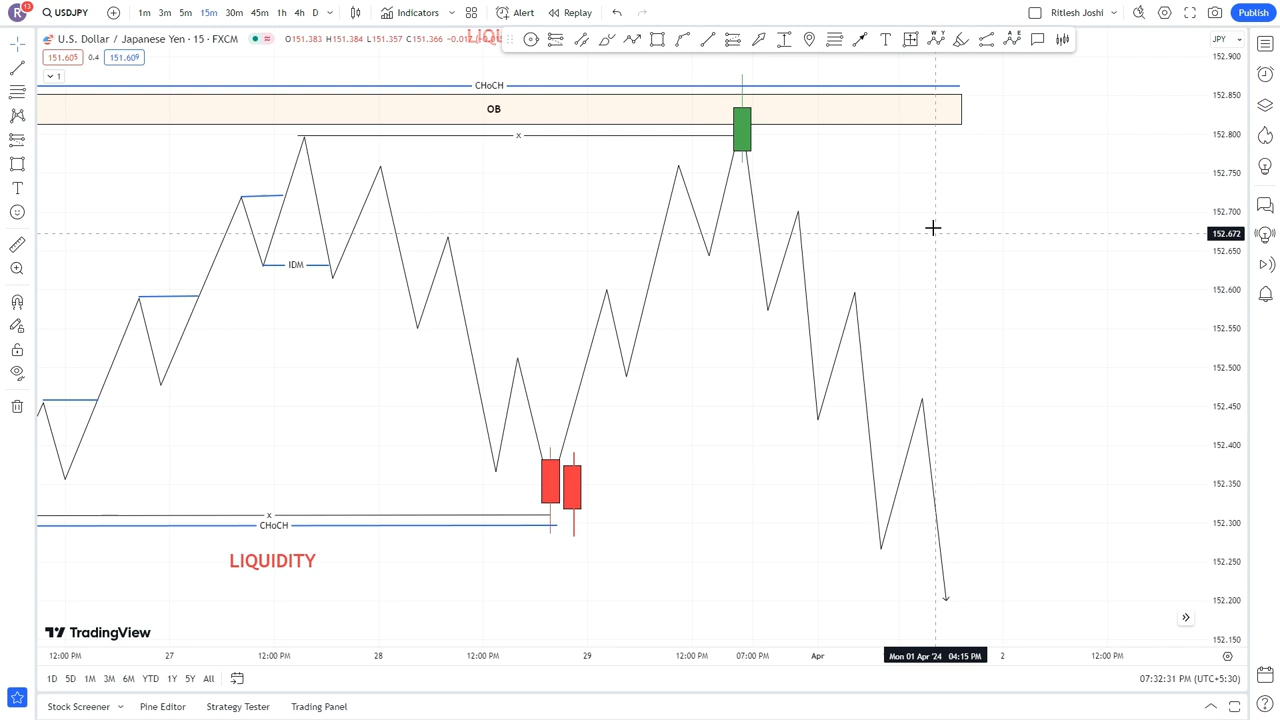 R 13 USDJPY 1m 3m 5m 15m 30m 45m 1h 4h D Indicators Alert Replay Ritlesh Joshi Publish
U.S. Dollar / Japanese Yen · 15 · FXCM O151.383 H151.384 L151.357 C151.366 JPY
151.605 0.4 151.609
1
152.900
CHoCH
152.850
OB
152.800
x
152.750
152.700
152.672
152.650
IDM
152.600
152.550
152.500
152.450
152.400
152.350
152.300
x
CHoCH
LIQUIDITY
152.250
152.200
TradingView
152.150
12:00 PM 27 12:00 PM 28 12:00 PM 29 12:00 PM 07:00 PM Apr Mon 01 Apr '24 04:15 PM 2 12:00 PM
1D 5D 1M 3M 6M YTD 1Y 5Y All 07:32:31 PM (UTC+5:30)
Stock Screener Pine Editor Strategy Tester Trading Panel